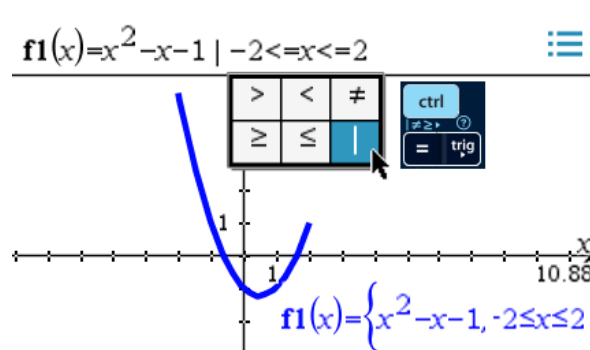 f1(x)=x²−x−1 | −2<=x<=2
> < ≠
≥ ≤ |
ctrl
|≠≥▸ ?
= trig
1
x
1
10.88
f1(x)={x²−x−1, -2≤x≤2